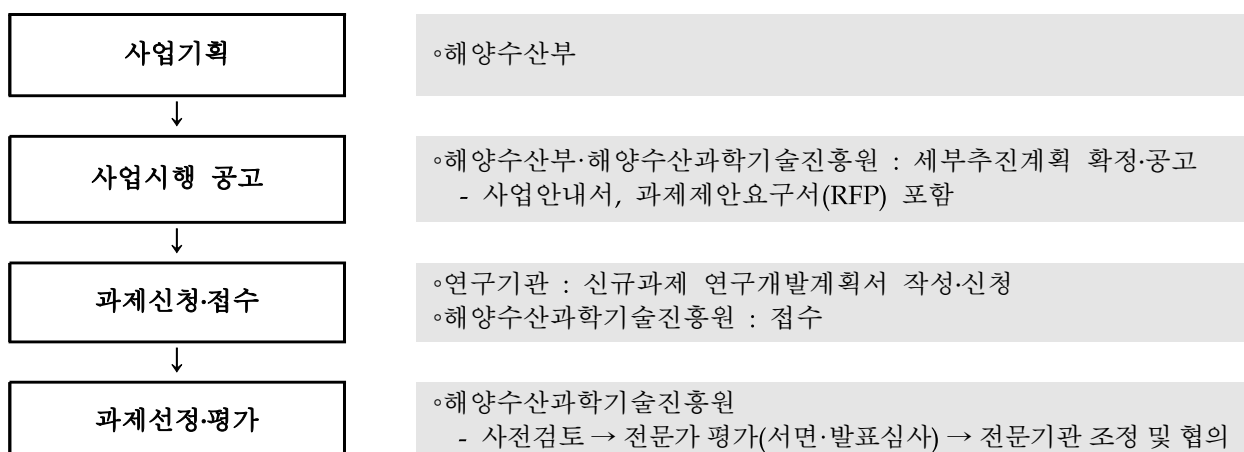 사업기획
◦해양수산부
↓
사업시행 공고
◦해양수산부·해양수산과학기술진흥원 : 세부추진계획 확정·공고
- 사업안내서, 과제제안요구서(RFP) 포함
↓
과제신청·접수
◦연구기관 : 신규과제 연구개발계획서 작성·신청
◦해양수산과학기술진흥원 : 접수
↓
과제선정·평가
◦해양수산과학기술진흥원
- 사전검토 → 전문가 평가(서면·발표심사) → 전문기관 조정 및 협의